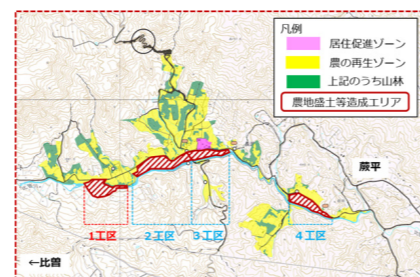 凡例
居住促進ゾーン
農の再生ゾーン
上記のうち山林
農地盛土等造成エリア
蕨平
1工区
2工区
3工区
4工区
←比曽